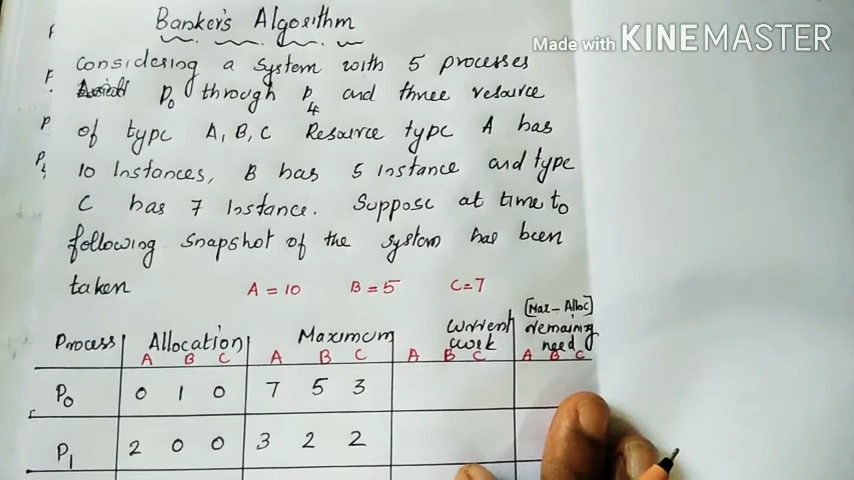 Banker's Algorithm
Made with KINEMASTER
Considering a system with 5 processes
P0 through P4 and three resource
of type A, B, C Resource type A has
10 Instances, B has 5 instance and type
C has 7 Instance. Suppose at time t0
following snapshot of the system has been
taken A = 10 B = 5 C = 7
Process Allocation Maximum Current work [Max - Alloc] remaining need
A B C A B C A B C A B C
P0 0 1 0 7 5 3
P1 2 0 0 3 2 2